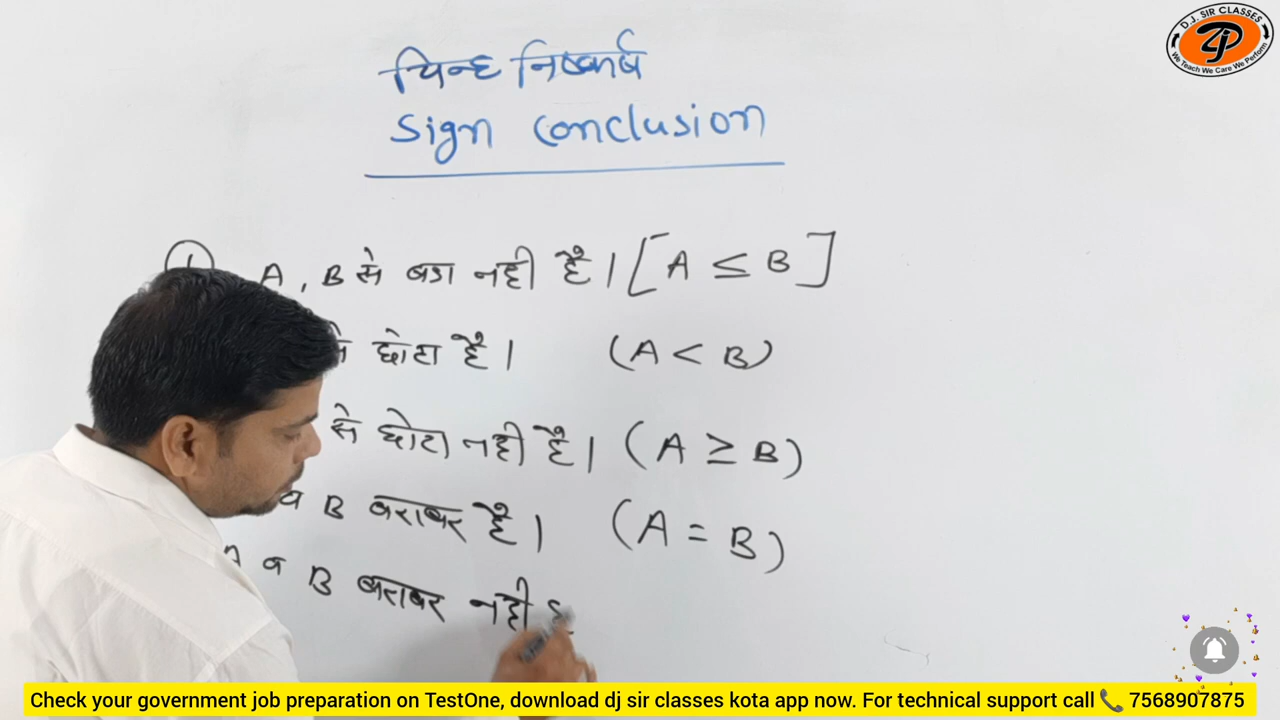 D.J. SIR CLASSES
We Teach We Care We Perform
चिन्ह निष्कर्ष
Sign Conclusion
1 A, B से बडा नही है। [A ≤ B]
से छोटा है। (A < B)
से छोटा नही है। (A ≥ B)
व B बराबर है। (A = B)
A व B बराबर नही
Check your government job preparation on TestOne, download dj sir classes kota app now. For technical support call 📞 7568907875